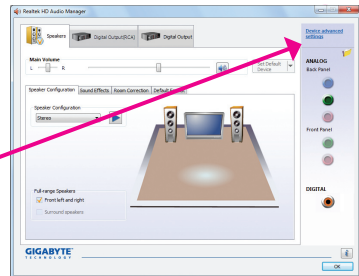 Realtek HD Audio Manager
Speakers
Digital Output(RCA)
Digital Output
Device advanced
settings
Main Volume
L
R
Set Default
Device
ANALOG
Back Panel
Speaker Configuration
Sound Effects
Room Correction
Default Format
Speaker Configuration
Stereo
Front Panel
Full-range Speakers
Front left and right
Surround speakers
DIGITAL
GIGABYTE
TECHNOLOGY
OK